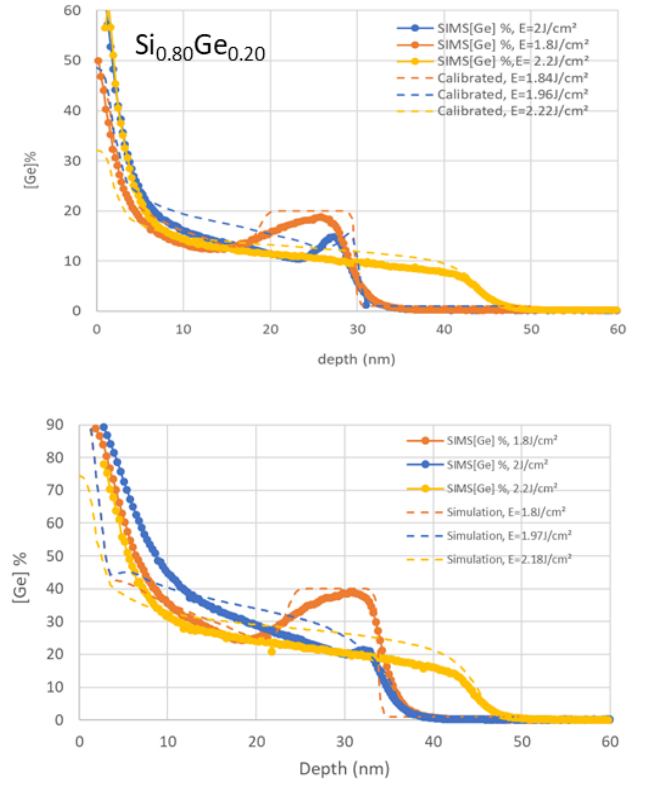 60
Si0.80Ge0.20
SIMS[Ge] %, E=2J/cm²
SIMS[Ge] %, E=1.8J/cm²
SIMS[Ge] %,E= 2.2J/cm²
Calibrated, E=1.84J/cm²
Calibrated, E=1.96J/cm²
Calibrated, E=2.22J/cm²
50
40
30
20
10
0
[Ge]%
0 10 20 30 40 50 60
depth (nm)
90
80
70
60
50
40
30
20
10
0
[Ge] %
SIMS[Ge] %, 1.8J/cm²
SIMS[Ge] %, 2J/cm²
SIMS[Ge] %, 2.2J/cm²
Simulation, E=1.8J/cm²
Simulation, E=1.97J/cm²
Simulation, E=2.18J/cm²
0 10 20 30 40 50 60
Depth (nm)